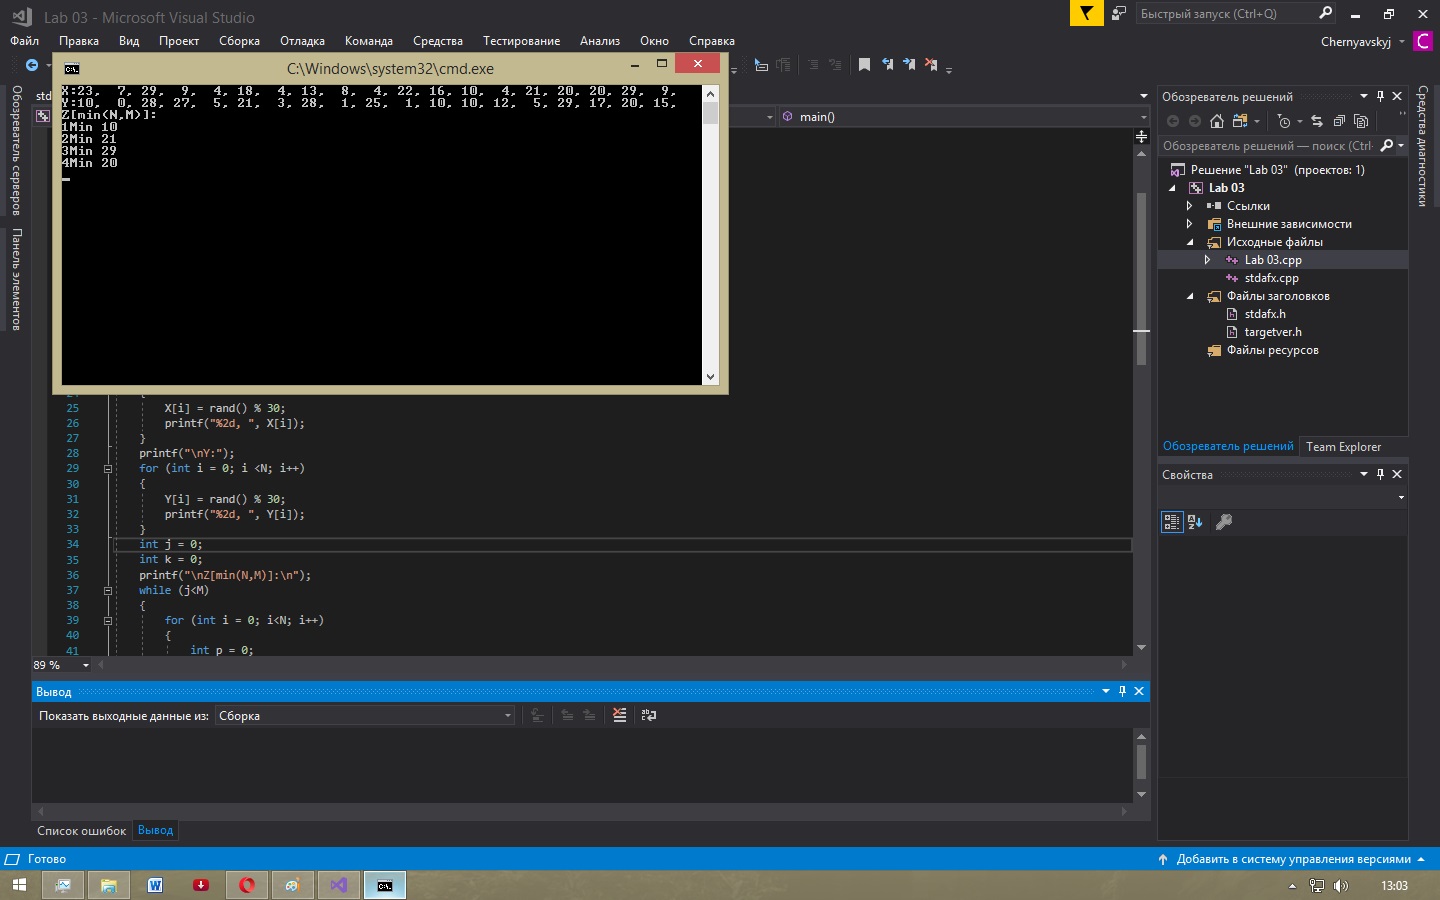 Lab 03 - Microsoft Visual Studio
Быстрый запуск (Ctrl+Q)
Файл Правка Вид Проект Сборка Отладка Команда Средства Тестирование Анализ Окно Справка
Chernyavskyj C
C:\Windows\system32\cmd.exe
X:23, 7, 29, 9, 4, 18, 4, 13, 8, 4, 22, 16, 10, 4, 21, 20, 20, 29, 9,
Y:10, 0, 28, 27, 5, 21, 3, 28, 1, 25, 1, 10, 10, 12, 5, 29, 17, 20, 15,
Z[min(N,M)]:
1Min 10
2Min 21
3Min 29
4Min 20
Обозреватель серверов
Панель элементов
std
main()
25 X[i] = rand() % 30;
26 printf("%2d, ", X[i]);
27 }
28 printf("\nY:");
29 for (int i = 0; i <N; i++)
30 {
31 Y[i] = rand() % 30;
32 printf("%2d, ", Y[i]);
33 }
34 int j = 0;
35 int k = 0;
36 printf("\nZ[min(N,M)]:\n");
37 while (j<M)
38 {
39 for (int i = 0; i<N; i++)
40 {
41 int p = 0;
89 %
Вывод
Показать выходные данные из: Сборка
Список ошибок Вывод
Обозреватель решений
Обозреватель решений — поиск (Ctrl-
Решение "Lab 03" (проектов: 1)
Lab 03
Ссылки
Внешние зависимости
Исходные файлы
Lab 03.cpp
stdafx.cpp
Файлы заголовков
stdafx.h
targetver.h
Файлы ресурсов
Обозреватель решений Team Explorer
Свойства
Средства диагностики
Готово
Добавить в систему управления версиями
13:03